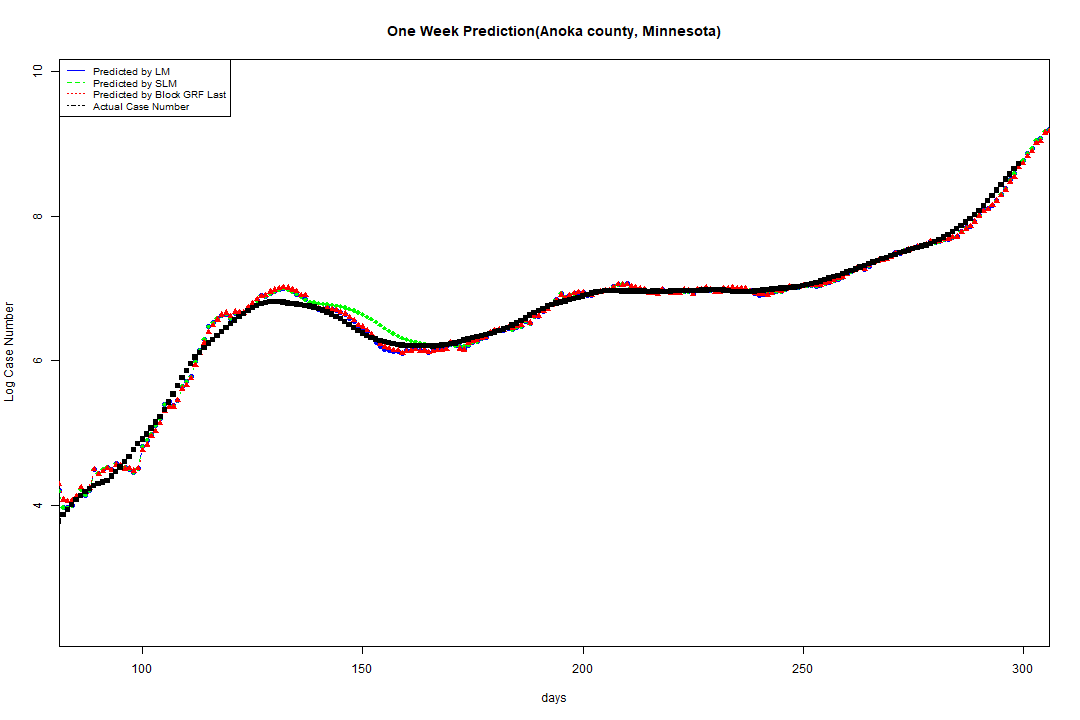 One Week Prediction(Anoka county, Minnesota)
Predicted by LM
Predicted by SLM
Predicted by Block GRF Last
Actual Case Number
10
8
6
4
Log Case Number
100 150 200 250 300
days